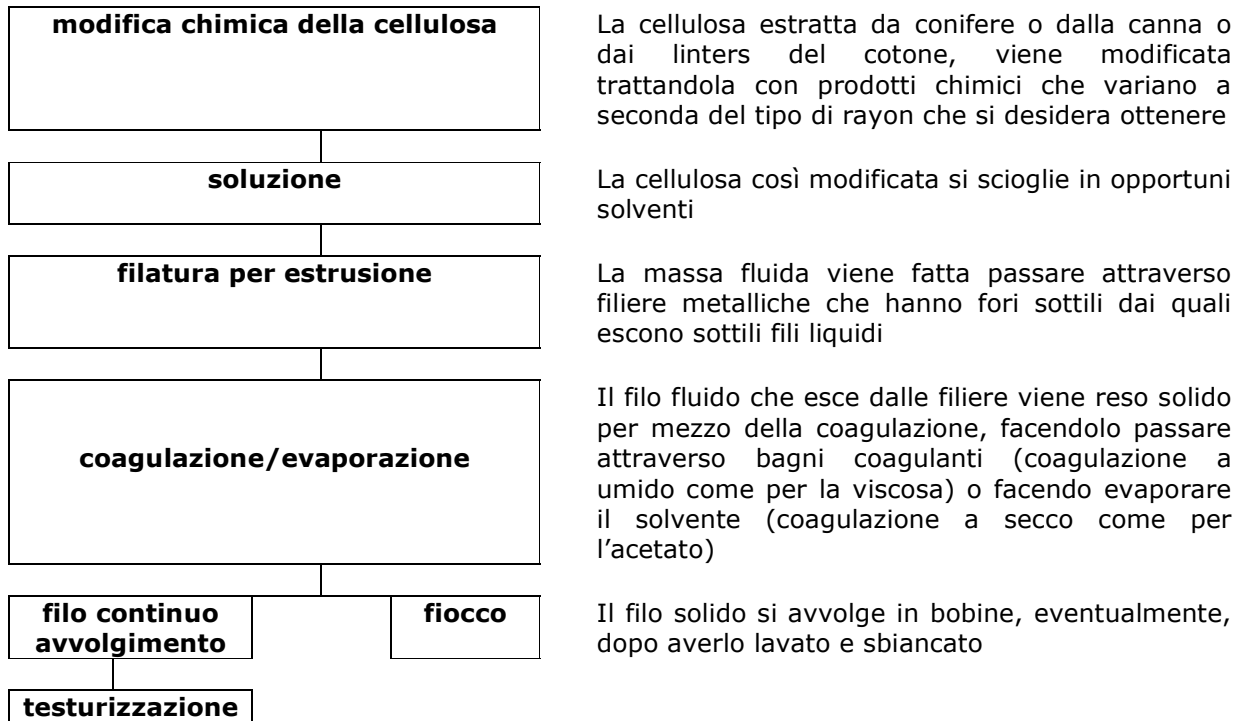 modifica chimica della cellulosa
La cellulosa estratta da conifere o dalla canna o
dai linters del cotone, viene modificata
trattandola con prodotti chimici che variano a
seconda del tipo di rayon che si desidera ottenere
soluzione
La cellulosa così modificata si scioglie in opportuni
solventi
filatura per estrusione
La massa fluida viene fatta passare attraverso
filiere metalliche che hanno fori sottili dai quali
escono sottili fili liquidi
coagulazione/evaporazione
Il filo fluido che esce dalle filiere viene reso solido
per mezzo della coagulazione, facendolo passare
attraverso bagni coagulanti (coagulazione a
umido come per la viscosa) o facendo evaporare
il solvente (coagulazione a secco come per
l'acetato)
filo continuo
avvolgimento
fiocco
Il filo solido si avvolge in bobine, eventualmente,
dopo averlo lavato e sbiancato
testurizzazione